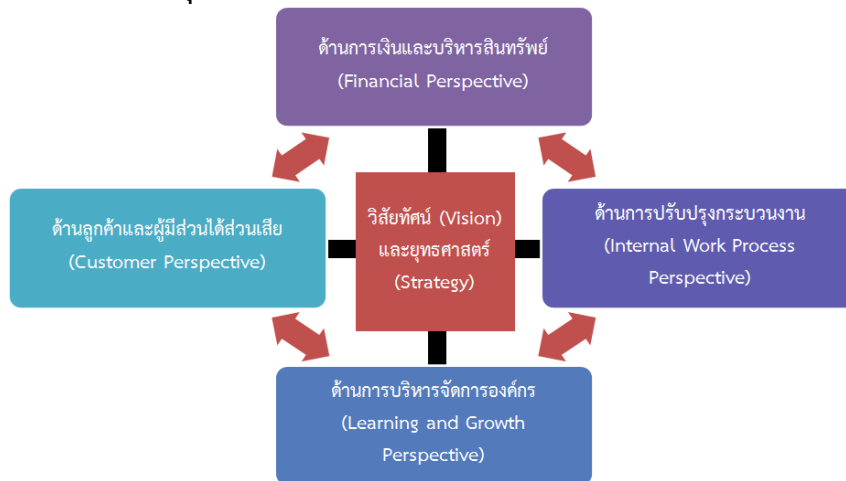 ด้านการเงินและบริหารสินทรัพย์
(Financial Perspective)
ด้านลูกค้าและผู้มีส่วนได้ส่วนเสีย
(Customer Perspective)
วิสัยทัศน์ (Vision)
และยุทธศาสตร์
(Strategy)
ด้านการปรับปรุงกระบวนงาน
(Internal Work Process
Perspective)
ด้านการบริหารจัดการองค์กร
(Learning and Growth
Perspective)